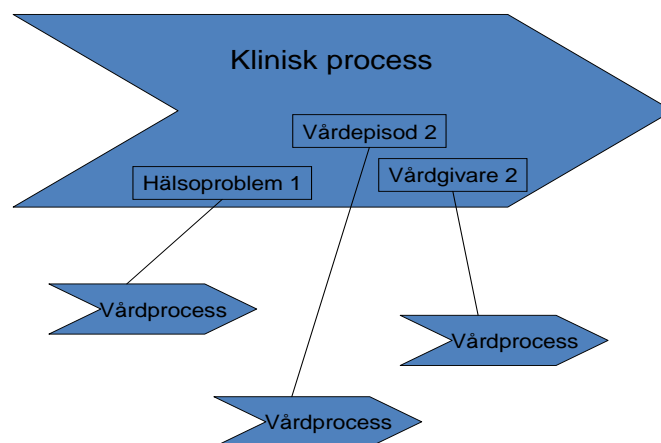 Klinisk process
Vårdepisod 2
Hälsoproblem 1
Vårdgivare 2
Vårdprocess
Vårdprocess
Vårdprocess